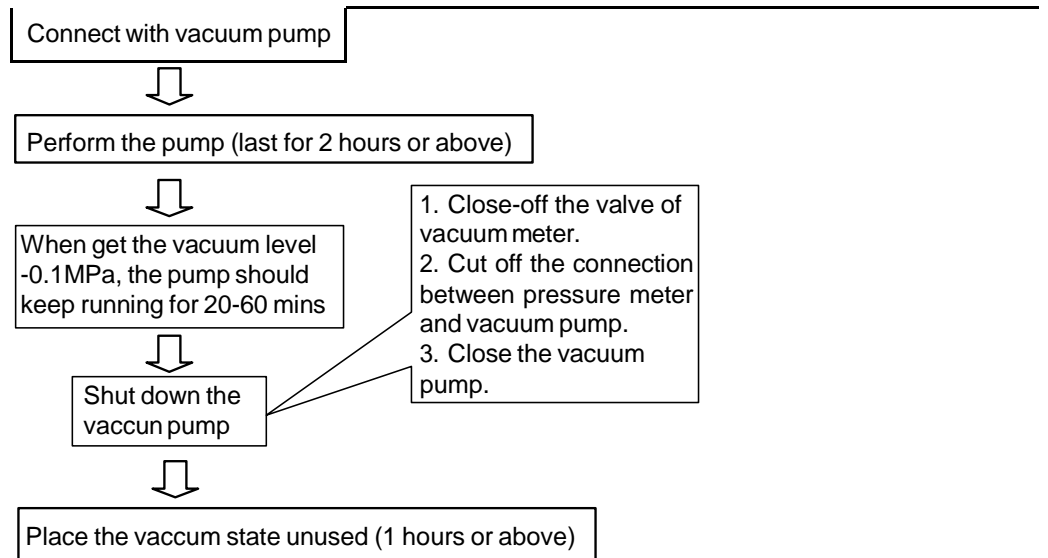 Connect with vacuum pump
Perform the pump (last for 2 hours or above)
When get the vacuum level
-0.1MPa, the pump should
keep running for 20-60 mins
1. Close-off the valve of
vacuum meter.
2. Cut off the connection
between pressure meter
and vacuum pump.
3. Close the vacuum
pump.
Shut down the
vaccun pump
Place the vaccum state unused (1 hours or above)